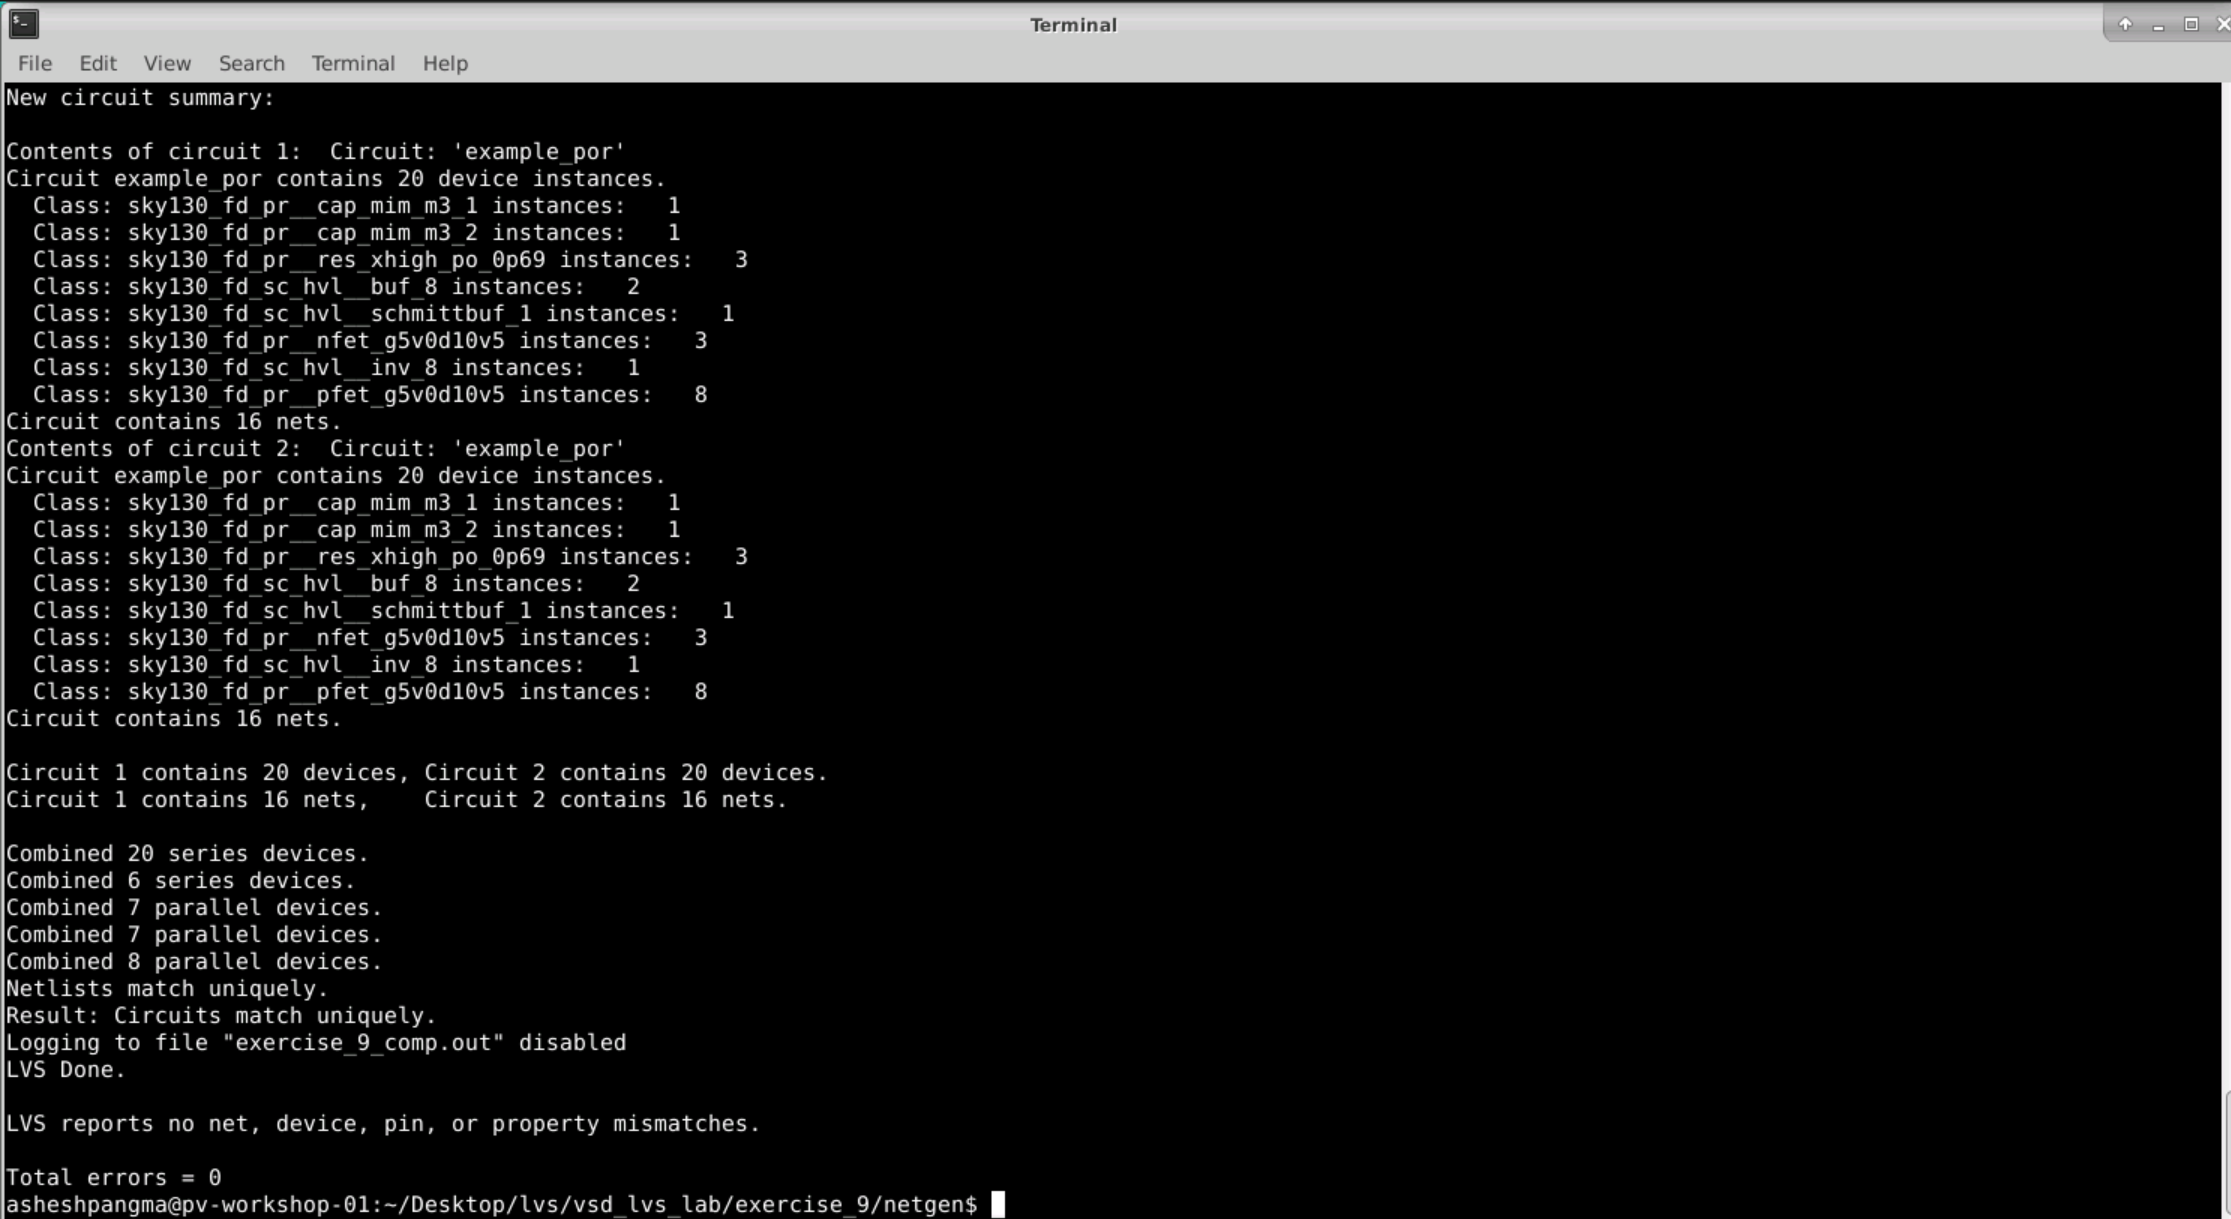 Terminal
File Edit View Search Terminal Help
New circuit summary:
Contents of circuit 1:  Circuit: 'example_por'
Circuit example_por contains 20 device instances.
  Class: sky130_fd_pr__cap_mim_m3_1 instances:   1
  Class: sky130_fd_pr__cap_mim_m3_2 instances:   1
  Class: sky130_fd_pr__res_xhigh_po_0p69 instances:   3
  Class: sky130_fd_sc_hvl__buf_8 instances:   2
  Class: sky130_fd_sc_hvl__schmittbuf_1 instances:   1
  Class: sky130_fd_pr__nfet_g5v0d10v5 instances:   3
  Class: sky130_fd_sc_hvl__inv_8 instances:   1
  Class: sky130_fd_pr__pfet_g5v0d10v5 instances:   8
Circuit contains 16 nets.
Contents of circuit 2:  Circuit: 'example_por'
Circuit example_por contains 20 device instances.
  Class: sky130_fd_pr__cap_mim_m3_1 instances:   1
  Class: sky130_fd_pr__cap_mim_m3_2 instances:   1
  Class: sky130_fd_pr__res_xhigh_po_0p69 instances:   3
  Class: sky130_fd_sc_hvl__buf_8 instances:   2
  Class: sky130_fd_sc_hvl__schmittbuf_1 instances:   1
  Class: sky130_fd_pr__nfet_g5v0d10v5 instances:   3
  Class: sky130_fd_sc_hvl__inv_8 instances:   1
  Class: sky130_fd_pr__pfet_g5v0d10v5 instances:   8
Circuit contains 16 nets.
Circuit 1 contains 20 devices, Circuit 2 contains 20 devices.
Circuit 1 contains 16 nets,    Circuit 2 contains 16 nets.
Combined 20 series devices.
Combined 6 series devices.
Combined 7 parallel devices.
Combined 7 parallel devices.
Combined 8 parallel devices.
Netlists match uniquely.
Result: Circuits match uniquely.
Logging to file "exercise_9_comp.out" disabled
LVS Done.
LVS reports no net, device, pin, or property mismatches.
Total errors = 0
asheshpangma@pv-workshop-01:~/Desktop/lvs/vsd_lvs_lab/exercise_9/netgen$